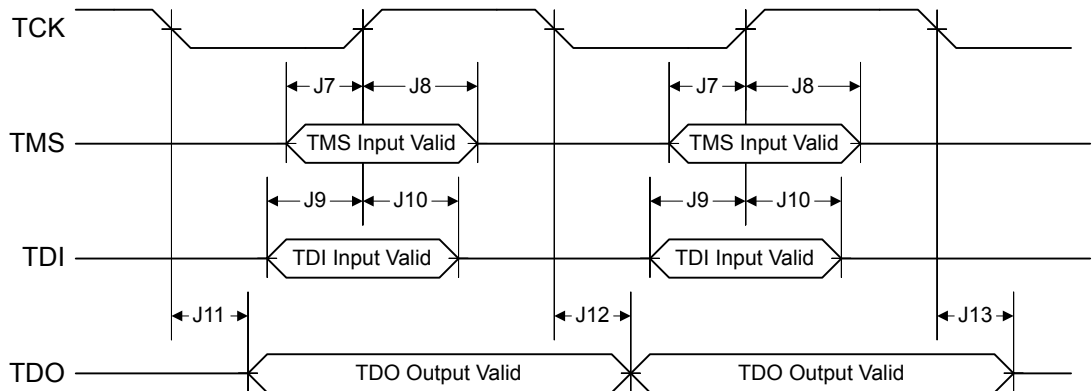 TCK
J7 J8 J7 J8
TMS TMS Input Valid TMS Input Valid
J9 J10 J9 J10
TDI TDI Input Valid TDI Input Valid
J11 J12 J13
TDO TDO Output Valid TDO Output Valid